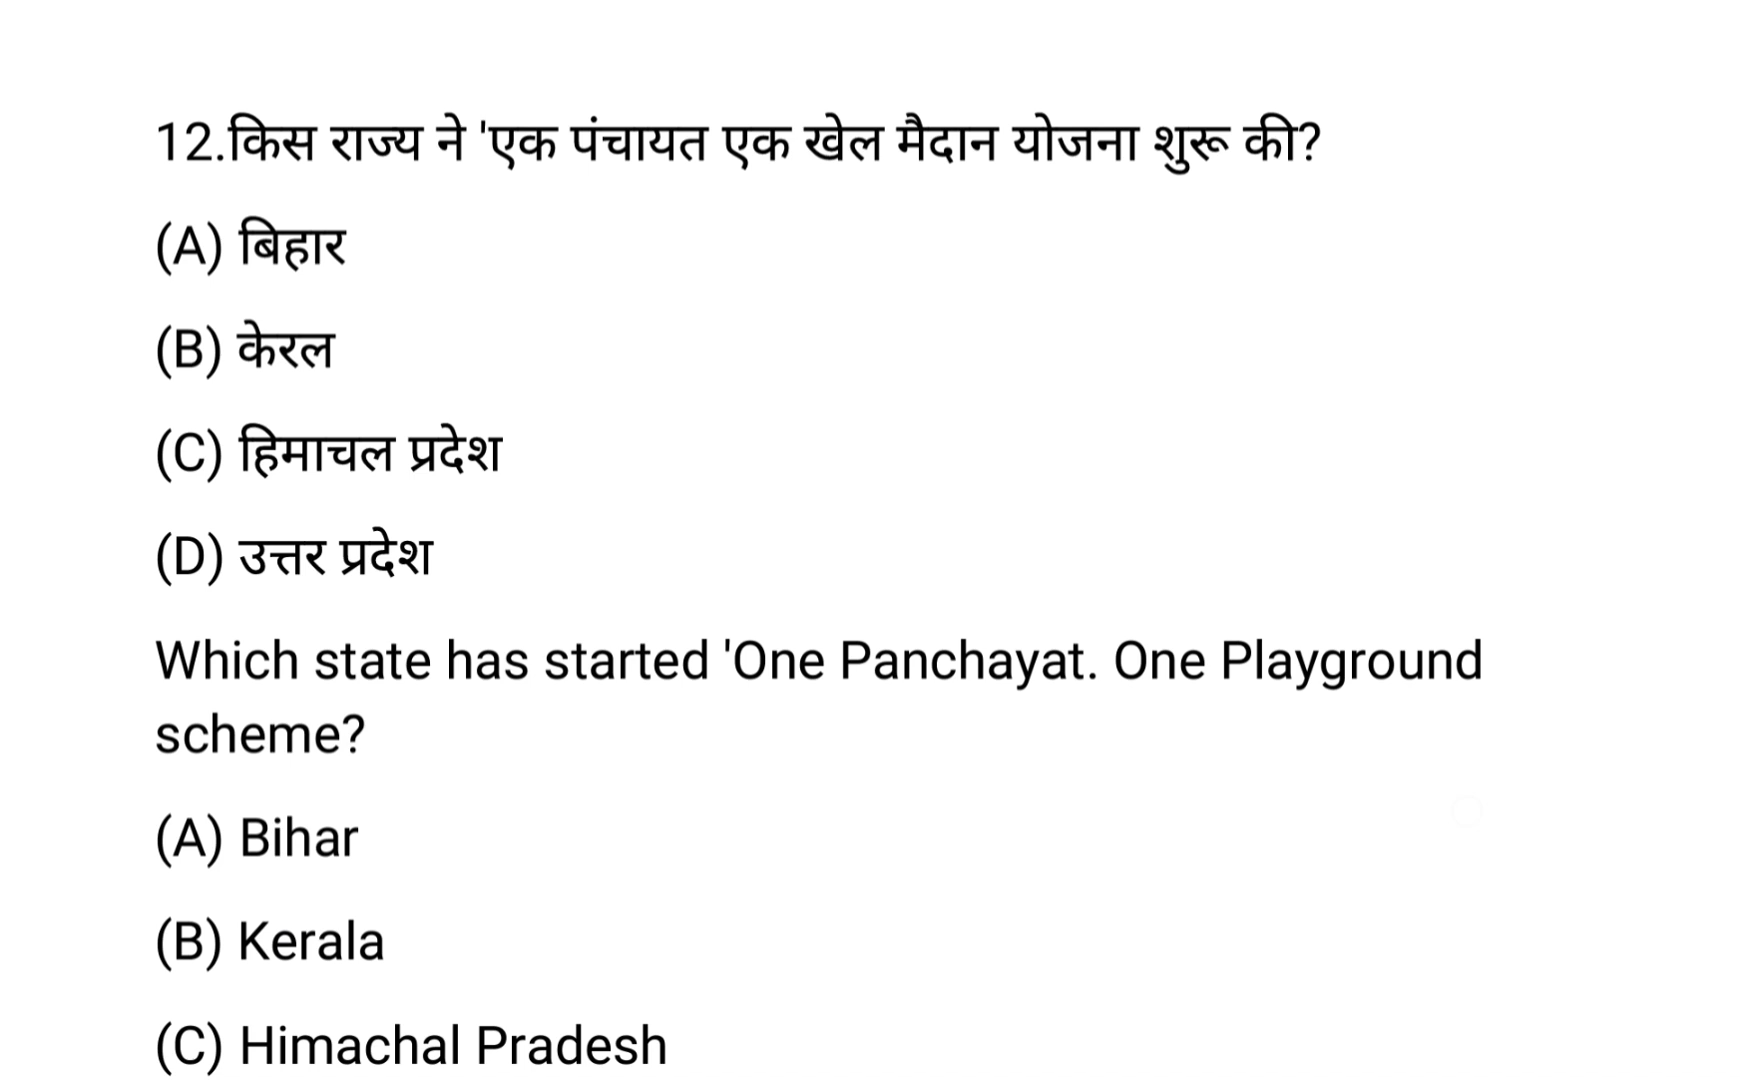 12.किस राज्य ने 'एक पंचायत एक खेल मैदान योजना शुरू की?
(A) बिहार
(B) केरल
(C) हिमाचल प्रदेश
(D) उत्तर प्रदेश
Which state has started 'One Panchayat. One Playground
scheme?
(A) Bihar
(B) Kerala
(C) Himachal Pradesh